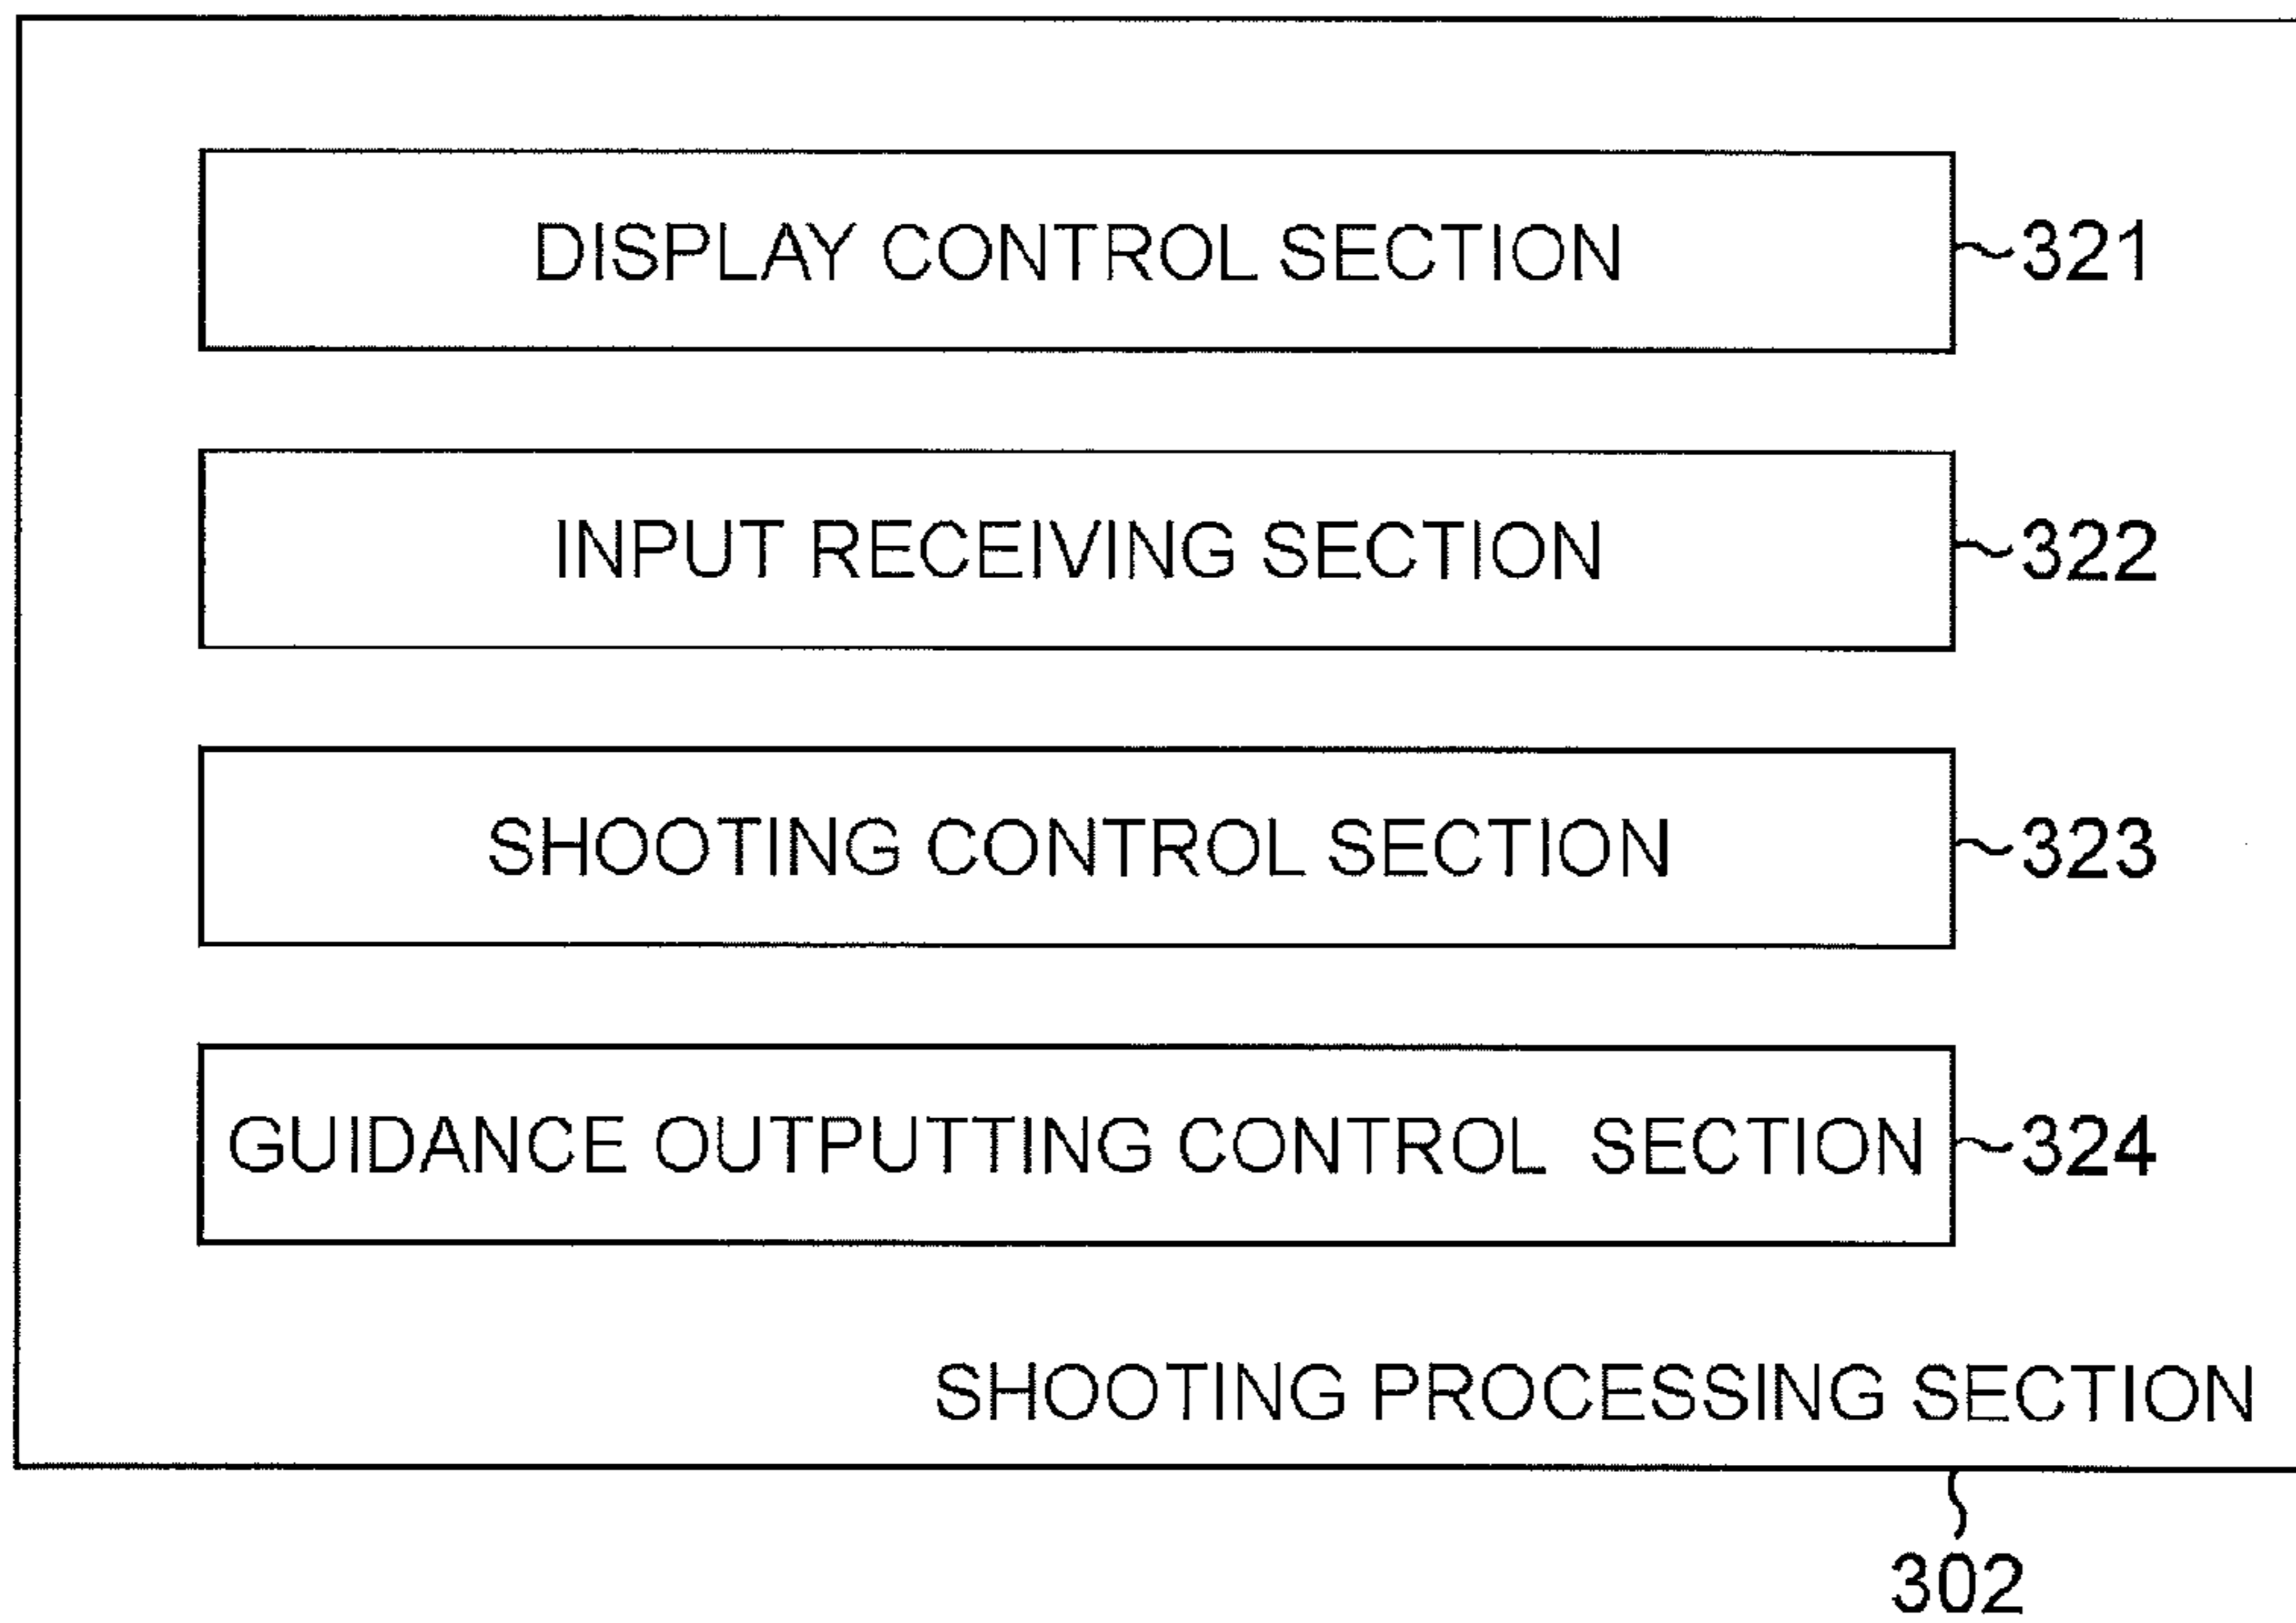 DISPLAY CONTROL SECTION 321
INPUT RECEIVING SECTION 322
SHOOTING CONTROL SECTION 323
GUIDANCE OUTPUTTING CONTROL SECTION 324
SHOOTING PROCESSING SECTION
302